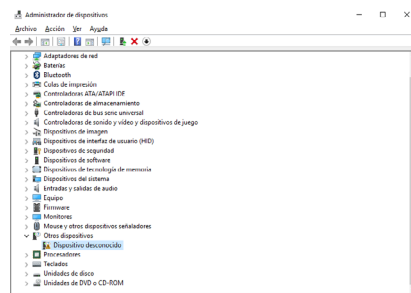 Administrador de dispositivos
Archivo Acción Ver Ayuda
Adaptadores de red
Baterías
Bluetooth
Colas de impresión
Controladoras ATA/ATAPI IDE
Controladoras de almacenamiento
Controladoras de bus serie universal
Controladoras de sonido y vídeo y dispositivos de juego
Dispositivos de imagen
Dispositivos de interfaz de usuario (HID)
Dispositivos de seguridad
Dispositivos de software
Dispositivos de tecnología de memoria
Dispositivos del sistema
Entradas y salidas de audio
Equipo
Firmware
Monitores
Mouse y otros dispositivos señaladores
Otros dispositivos
Dispositivo desconocido
Procesadores
Teclados
Unidades de disco
Unidades de DVD o CD-ROM